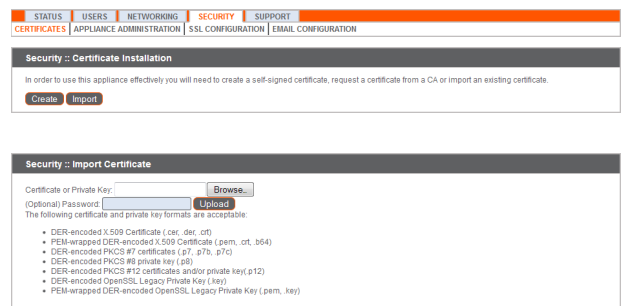 STATUS USERS NETWORKING SECURITY SUPPORT
CERTIFICATES APPLIANCE ADMINISTRATION SSL CONFIGURATION EMAIL CONFIGURATION
Security :: Certificate Installation
In order to use this appliance effectively you will need to create a self-signed certificate, request a certificate from a CA or import an existing certificate.
Create Import
Security :: Import Certificate
Certificate or Private Key: Browse..
(Optional) Password: Upload
The following certificate and private key formats are acceptable:
• DER-encoded X.509 Certificate (.cer, .der, .crt)
• PEM-wrapped DER-encoded X.509 Certificate (.pem, .crt, .b64)
• DER-encoded PKCS #7 certificates (.p7, .p7b, .p7c)
• DER-encoded PKCS #8 private key (.p8)
• DER-encoded PKCS #12 certificates and/or private key(.p12)
• DER-encoded OpenSSL Legacy Private Key (.key)
• PEM-wrapped DER-encoded OpenSSL Legacy Private Key (.pem, .key)